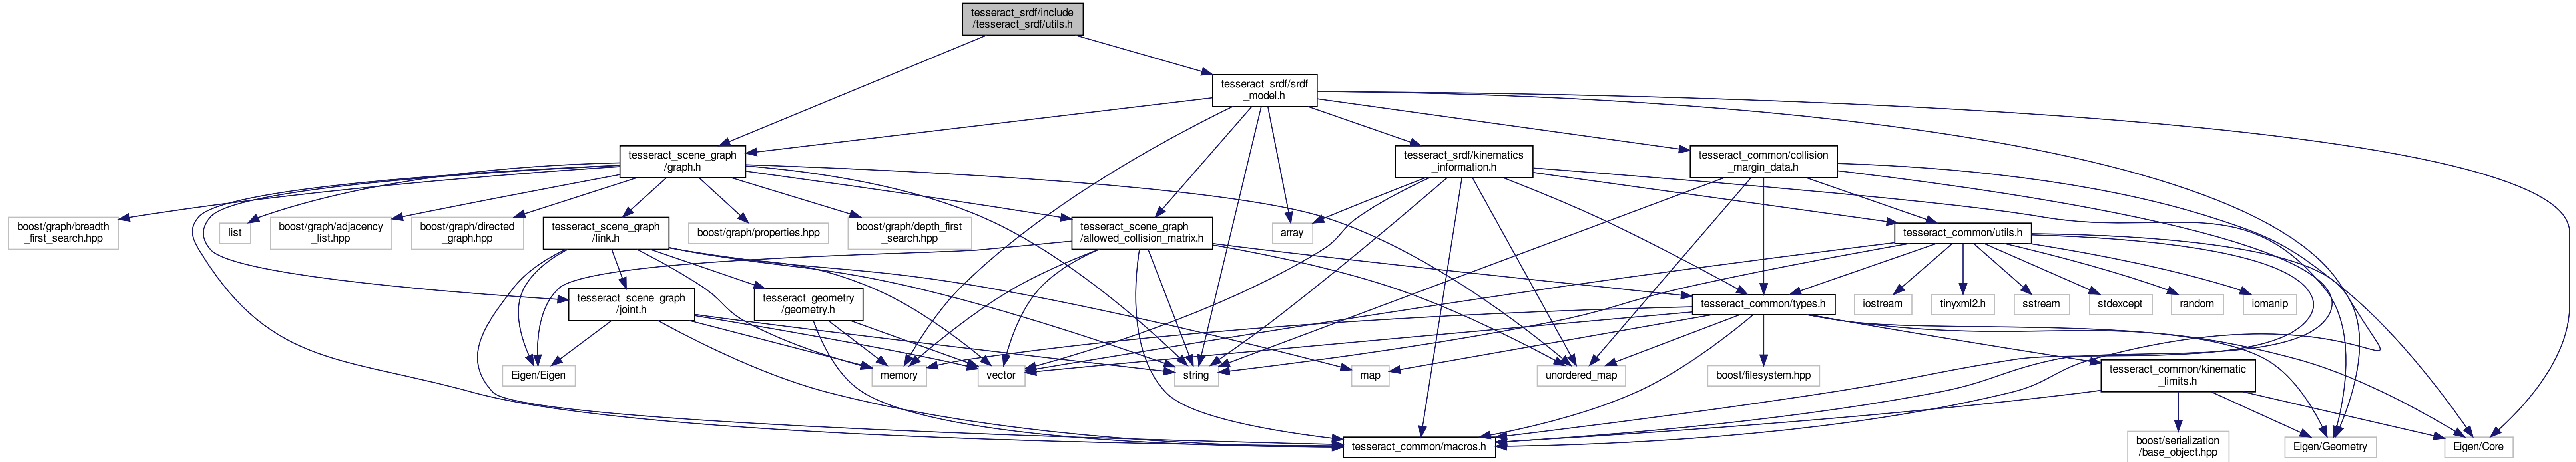 tesseract_srdf/include
/tesseract_srdf/utils.h
tesseract_srdf/srdf
_model.h
tesseract_scene_graph
/graph.h
tesseract_srdf/kinematics
_information.h
tesseract_common/collision
_margin_data.h
boost/graph/breadth
_first_search.hpp
list
boost/graph/adjacency
_list.hpp
boost/graph/directed
_graph.hpp
tesseract_scene_graph
/link.h
boost/graph/properties.hpp
boost/graph/depth_first
_search.hpp
tesseract_scene_graph
/allowed_collision_matrix.h
array
tesseract_common/utils.h
tesseract_scene_graph
/joint.h
tesseract_geometry
/geometry.h
tesseract_common/types.h
iostream
tinyxml2.h
sstream
stdexcept
random
iomanip
Eigen/Eigen
memory
vector
string
map
unordered_map
boost/filesystem.hpp
tesseract_common/kinematic
_limits.h
tesseract_common/macros.h
boost/serialization
/base_object.hpp
Eigen/Geometry
Eigen/Core